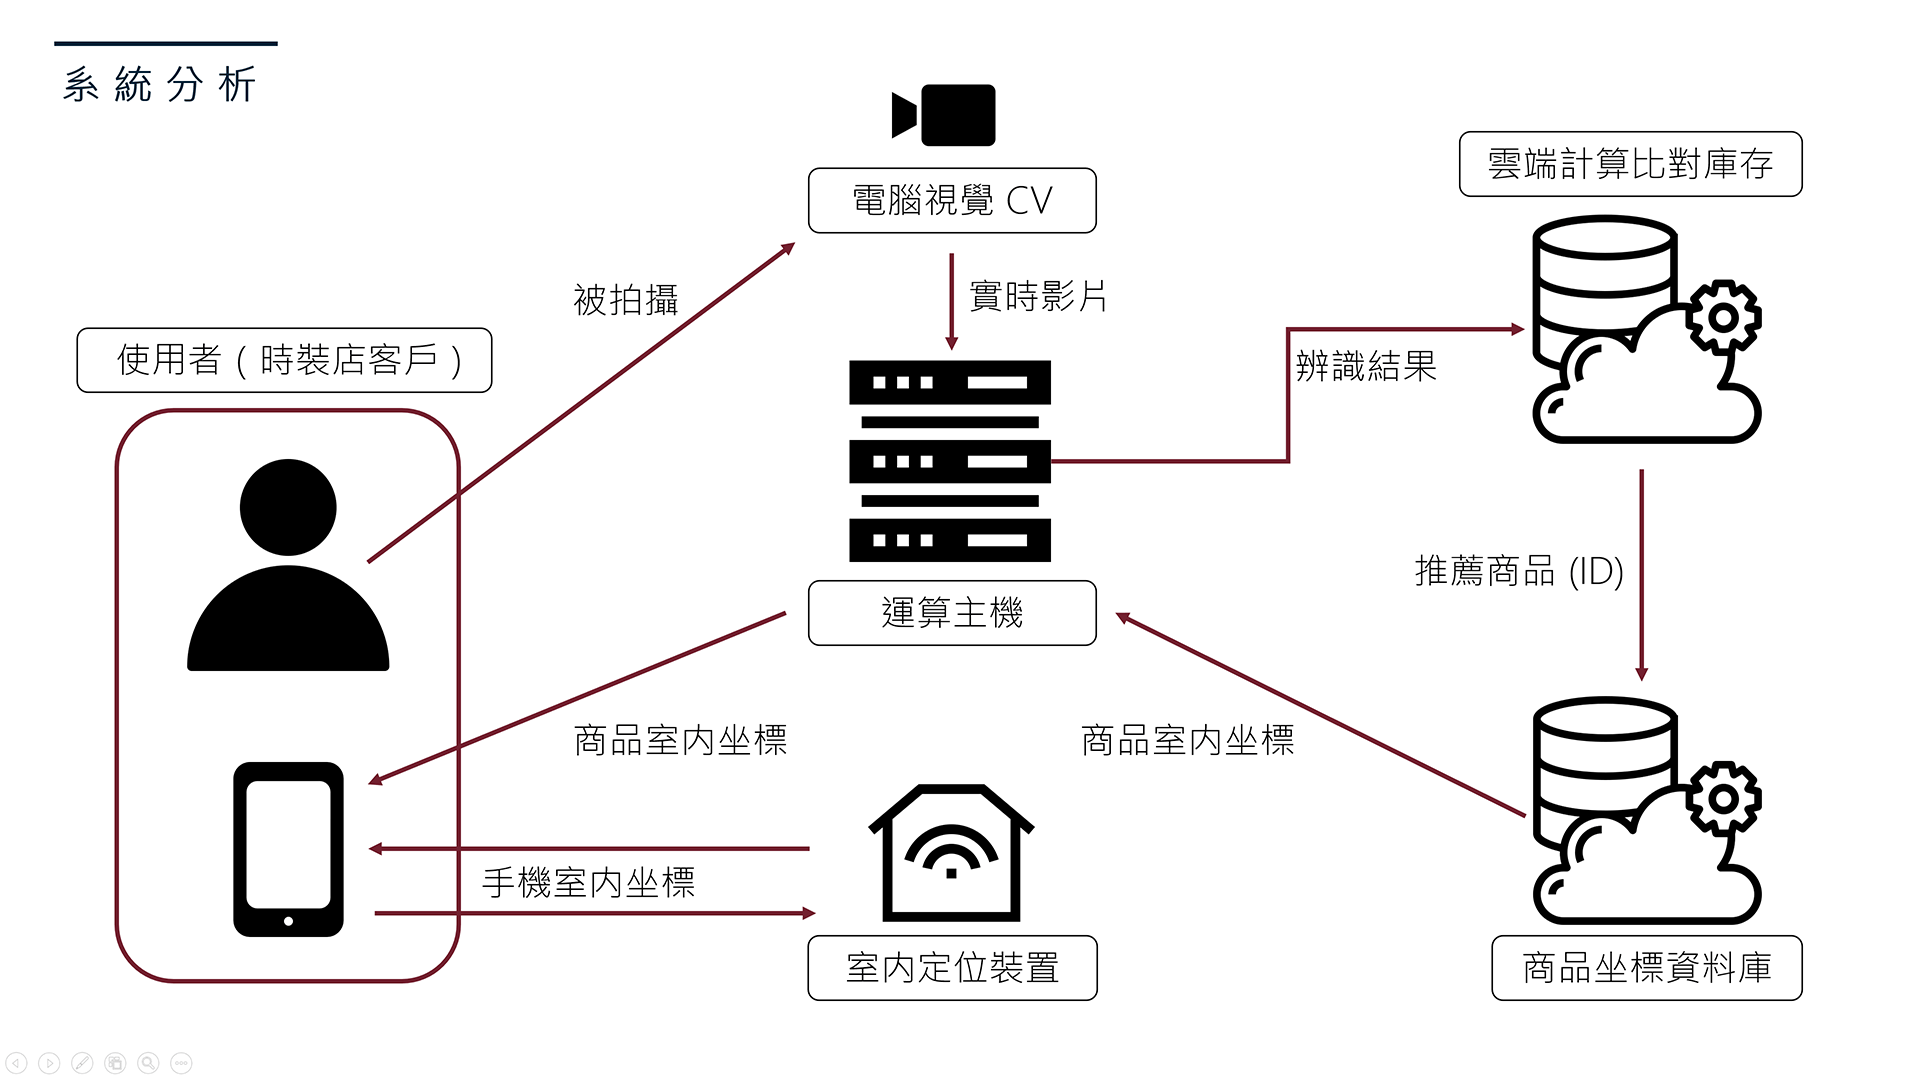 系統分析
電腦視覺 CV
雲端計算比對庫存
被拍攝
實時影片
使用者 ( 時裝店客戶 )
辨識結果
推薦商品 (ID)
運算主機
商品室內坐標
商品室內坐標
手機室內坐標
室內定位裝置
商品坐標資料庫